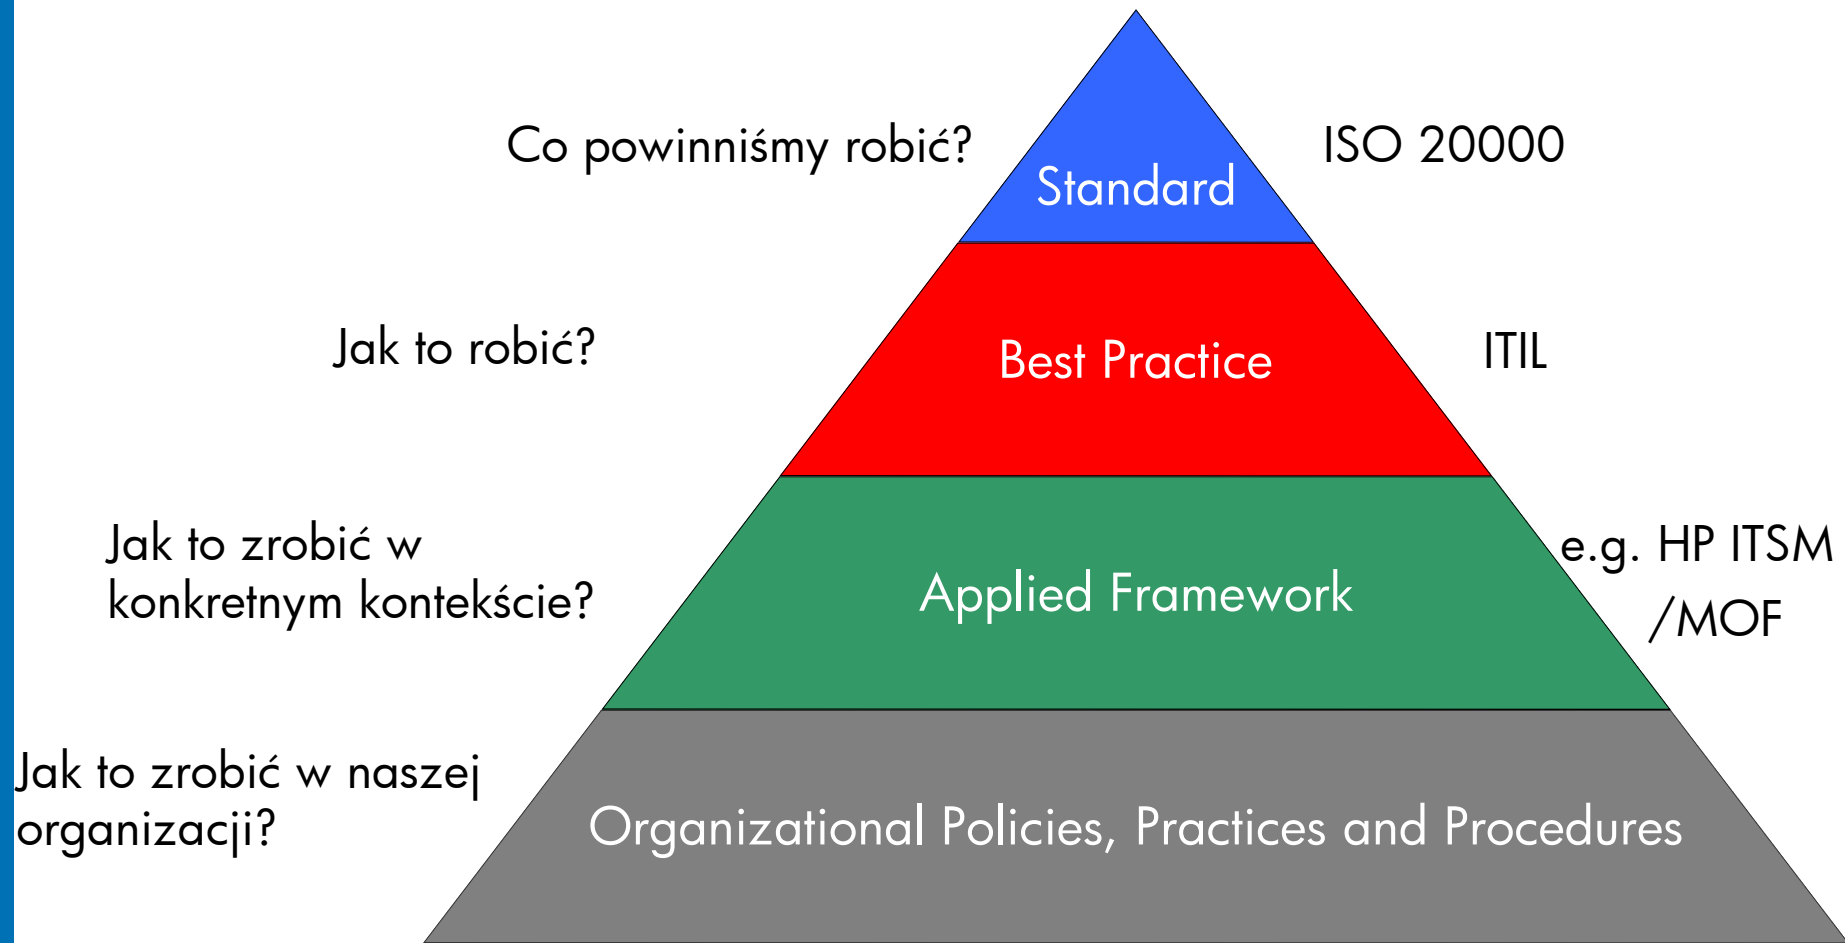 Co powinniśmy robić?
Standard
ISO 20000
Jak to robić?
Best Practice
ITIL
Jak to zrobić w
konkretnym kontekście?
Applied Framework
e.g. HP ITSM
/MOF
Jak to zrobić w naszej
organizacji?
Organizational Policies, Practices and Procedures